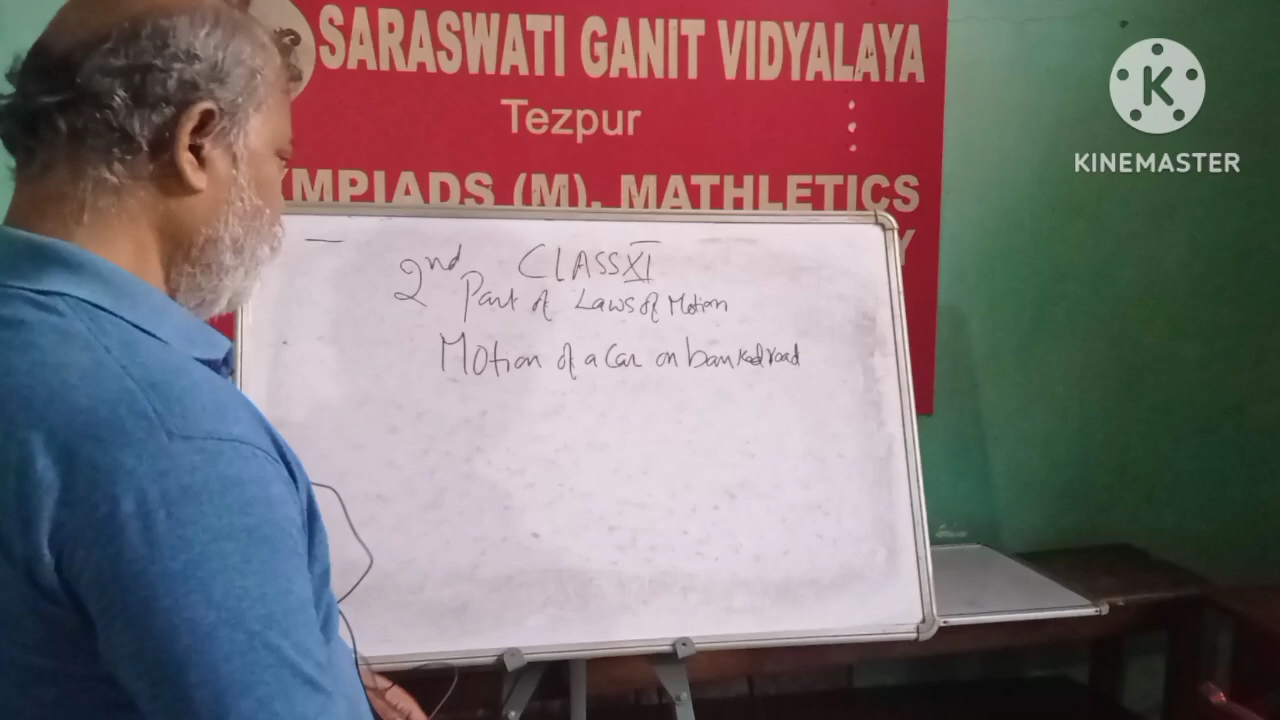 SARASWATI GANIT VIDYALAYA
Tezpur
MPIADS (M), MATHLETICS
Y
KINEMASTER
CLASS XI
2nd Part of Laws of Motion
Motion of a Car on banked road